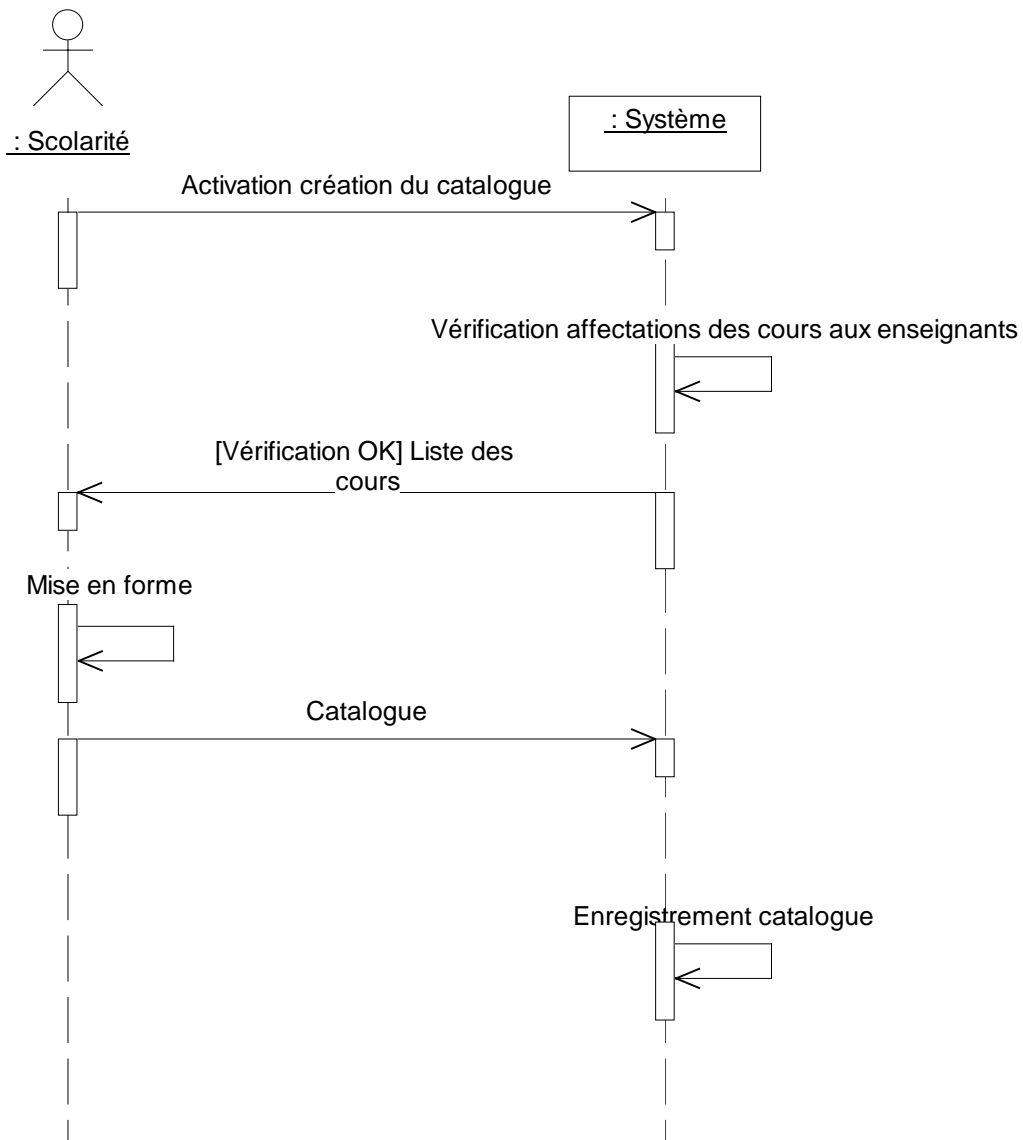 : Système
: Scolarité
Activation création du catalogue
Vérification affectations des cours aux enseignants
[Vérification OK] Liste des
cours
Mise en forme
Catalogue
Enregistrement catalogue